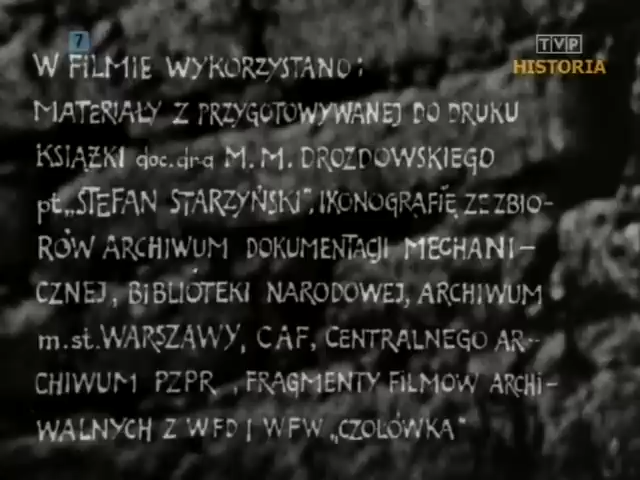 7
TVP
HISTORIA
W FILMIE WYKORZYSTANO:
MATERIAŁY Z PRZYGOTOWYWANEJ DO DRUKU
KSIĄŻKI doc.dra M.M. DROZDOWSKIEGO
pt. „STEFAN STARZYŃSKI”, IKONOGRAFIĘ ZE ZBIO-
RÓW ARCHIWUM DOKUMENTACJI MECHANI-
CZNEJ, BIBLIOTEKI NARODOWEJ, ARCHIWUM
m.st. WARSZAWY, CAF, CENTRALNEGO AR-
CHIWUM PZPR, FRAGMENTY FILMÓW ARCHI-
WALNYCH Z WFD I WFW „CZOŁÓWKA”